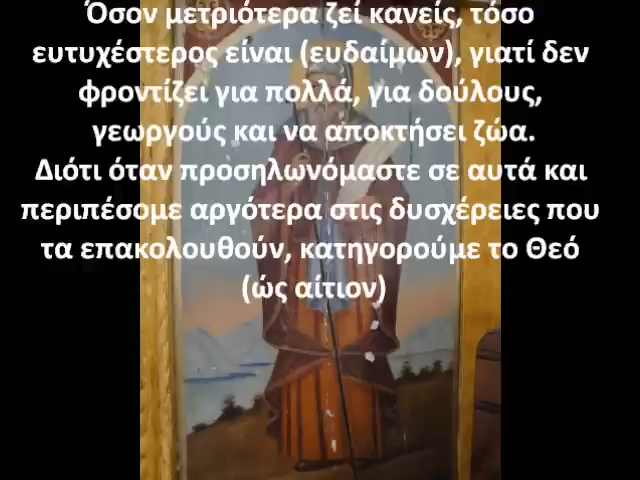 Όσον μετριότερα ζεί κανείς, τόσο
ευτυχέστερος είναι (ευδαίμων), γιατί δεν
φροντίζει για πολλά, για δούλους,
γεωργούς και να αποκτήσει ζώα.
Διότι όταν προσηλωνόμαστε σε αυτά και
περιπέσομε αργότερα στις δυσχέρειες που
τα επακολουθούν, κατηγορούμε το Θεό
(ώς αίτιον)